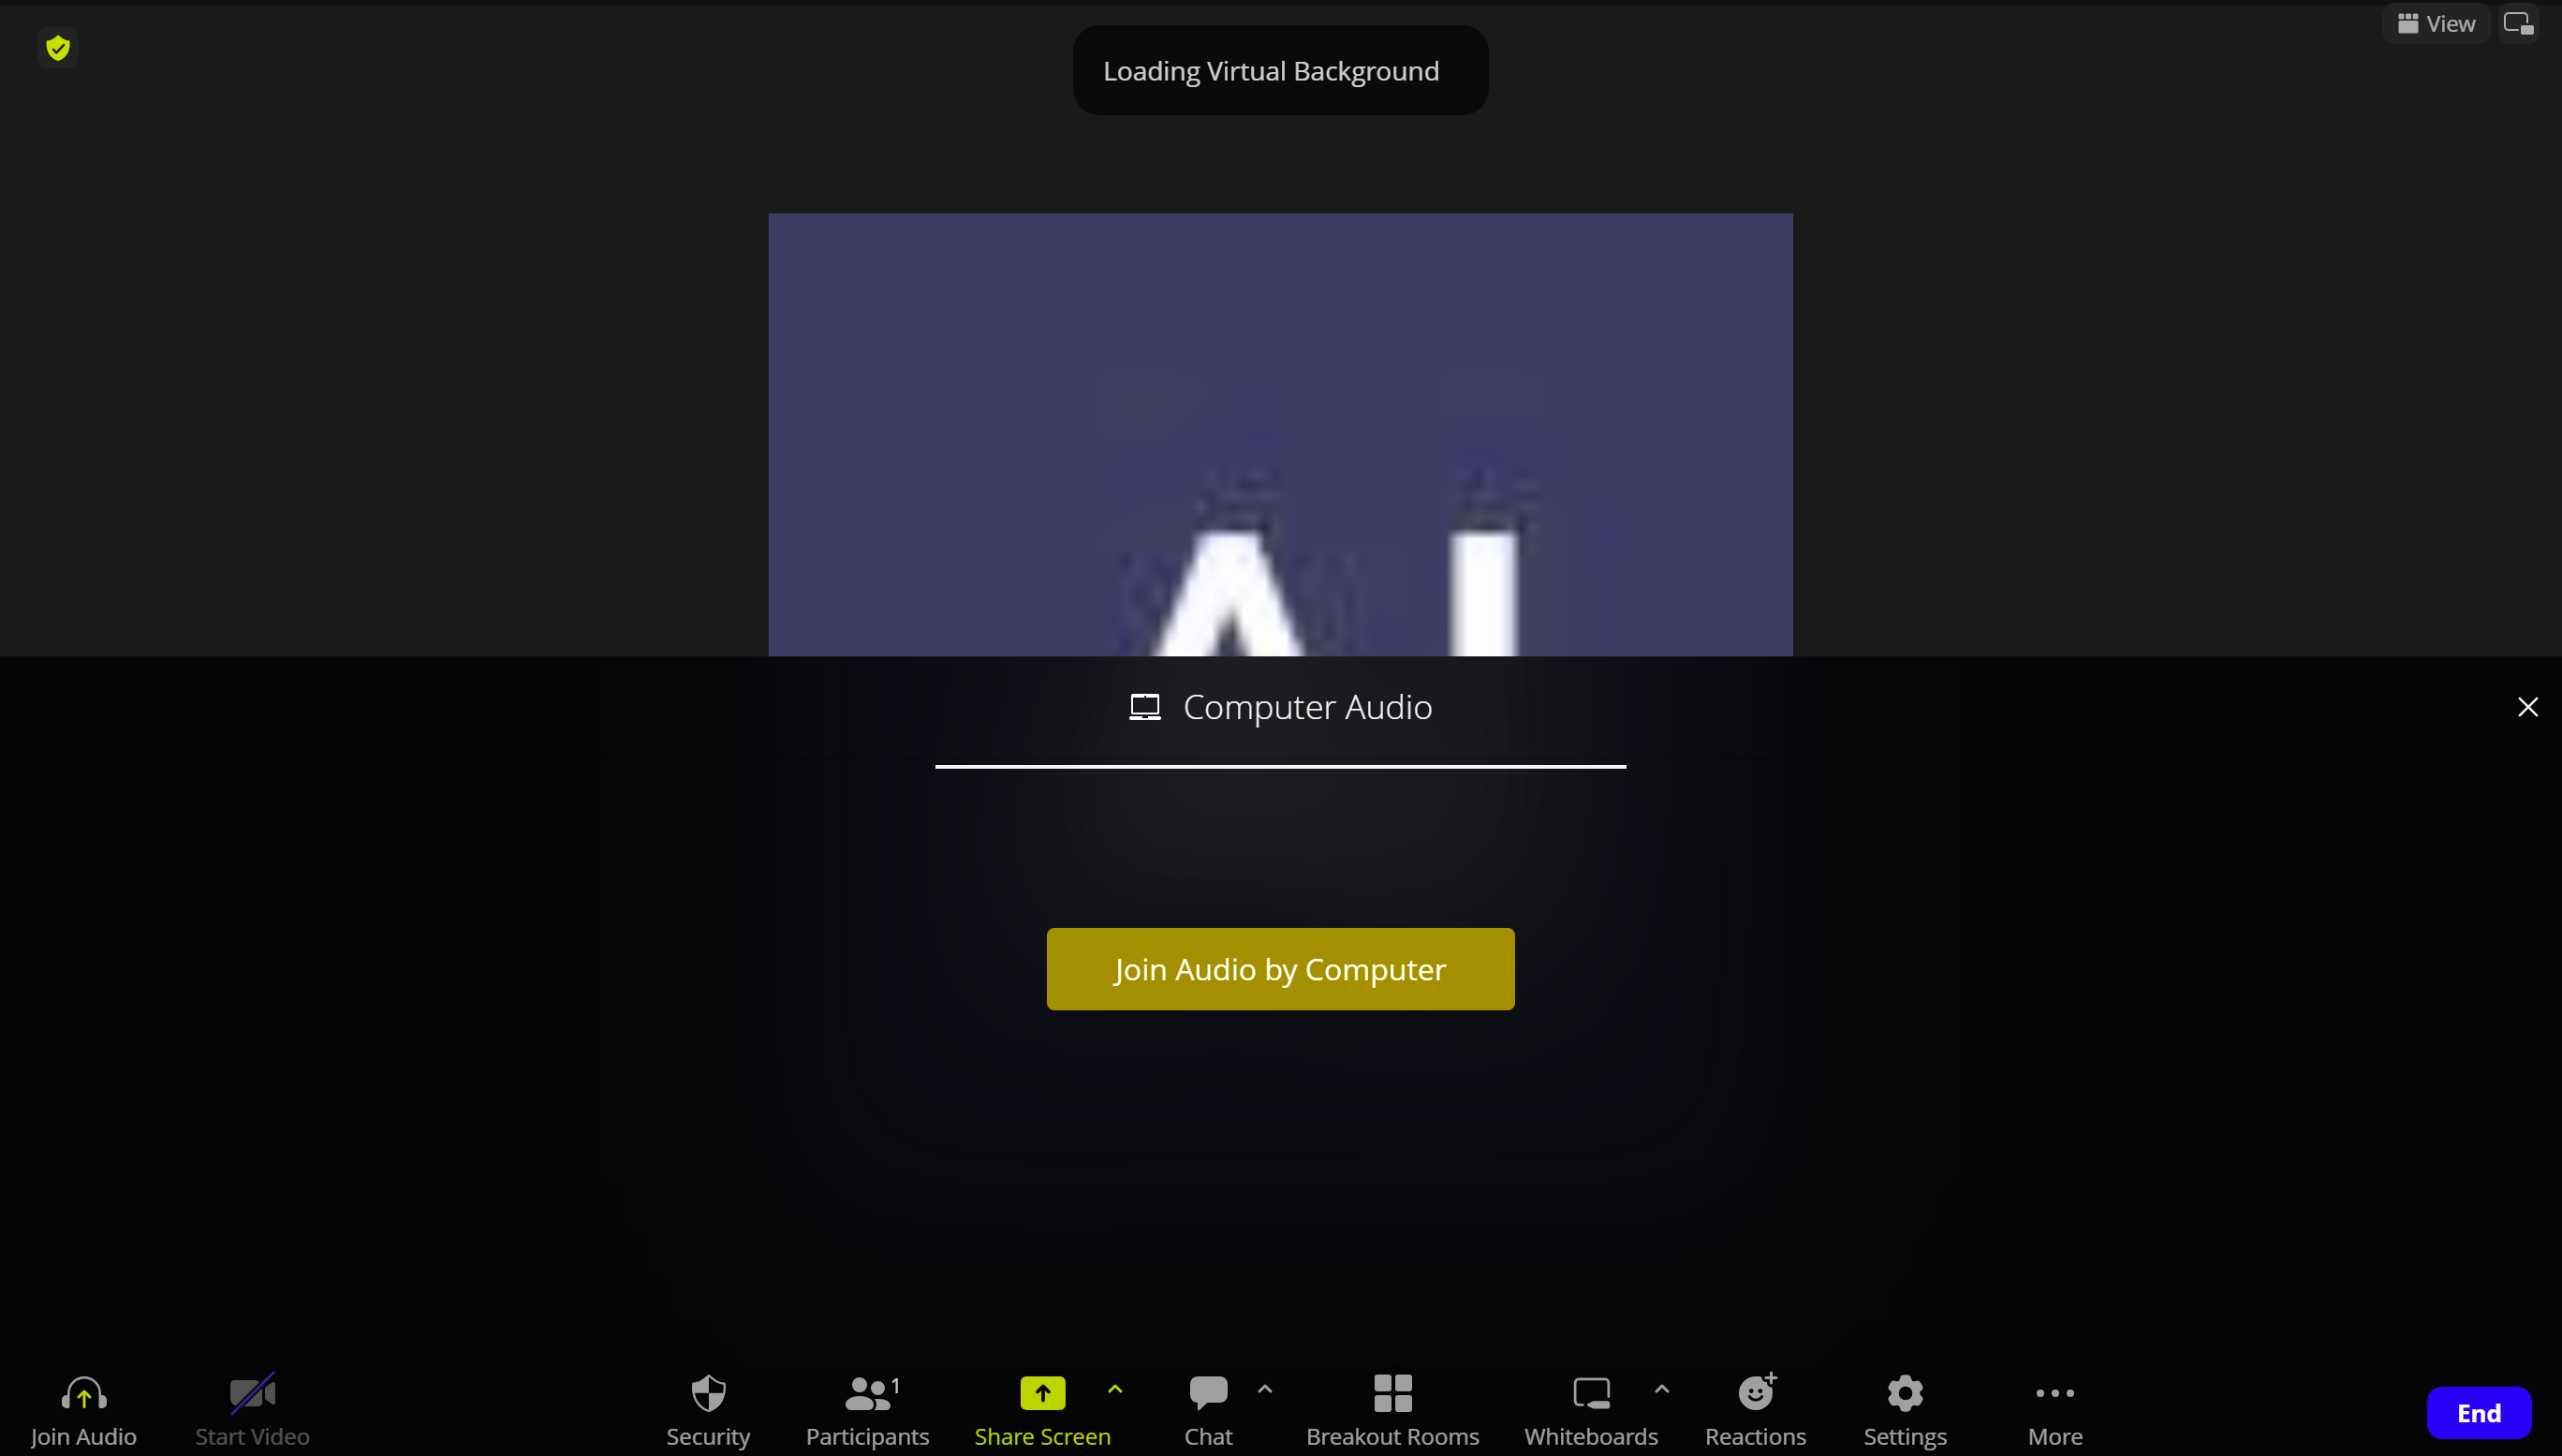 View
Loading Virtual Background
Computer Audio
Join Audio by Computer
1
Join Audio
Start Video
Security
Participants
Share Screen
Chat
Breakout Rooms
Whiteboards
Reactions
Settings
More
End